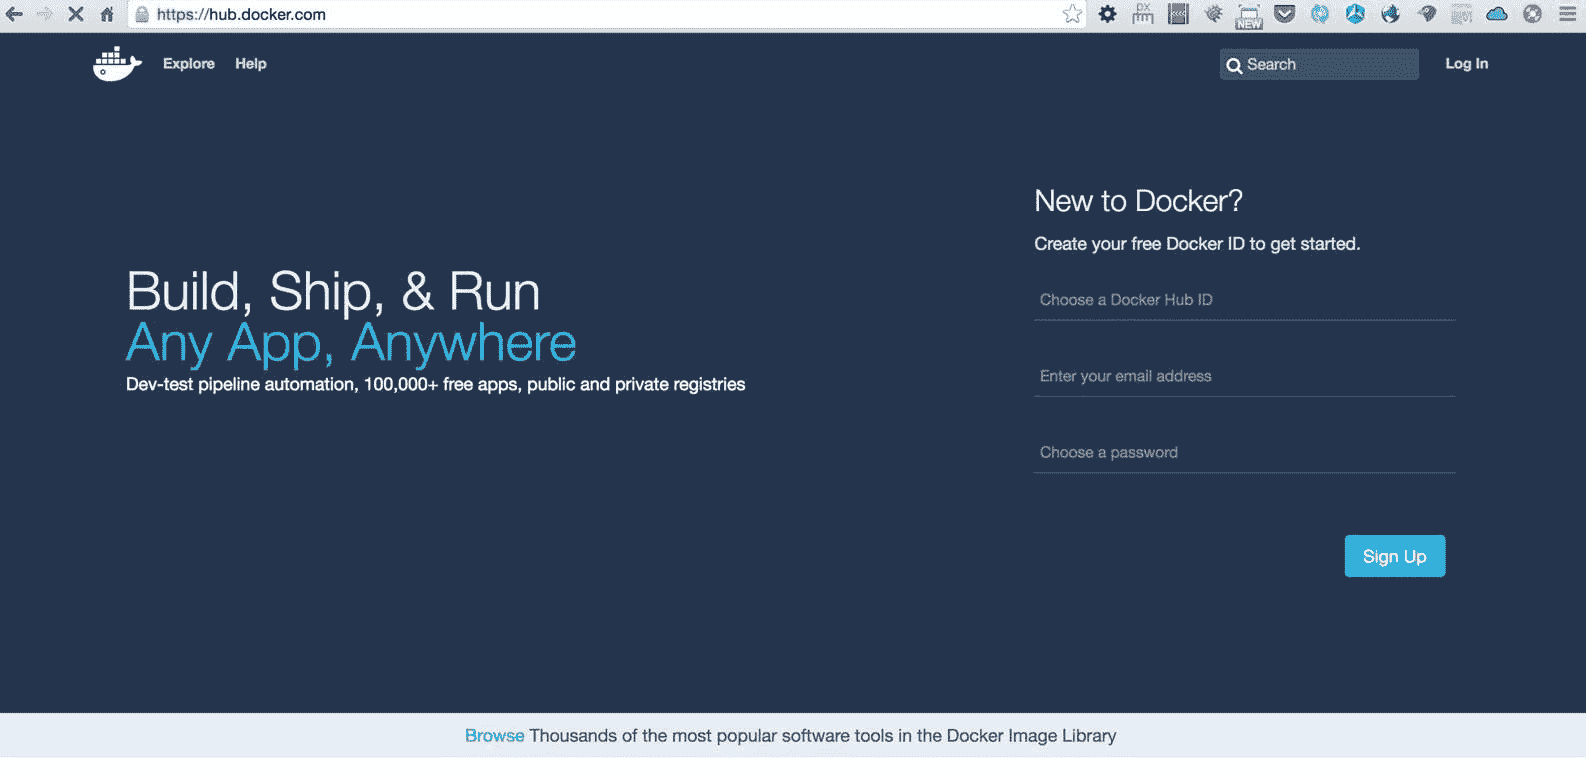 https://hub.docker.com
NEW
Explore Help Search Log In
New to Docker?
Create your free Docker ID to get started.
Choose a Docker Hub ID
Build, Ship, & Run
Any App, Anywhere
Dev-test pipeline automation, 100,000+ free apps, public and private registries
Enter your email address
Choose a password
Sign Up
Browse Thousands of the most popular software tools in the Docker Image Library